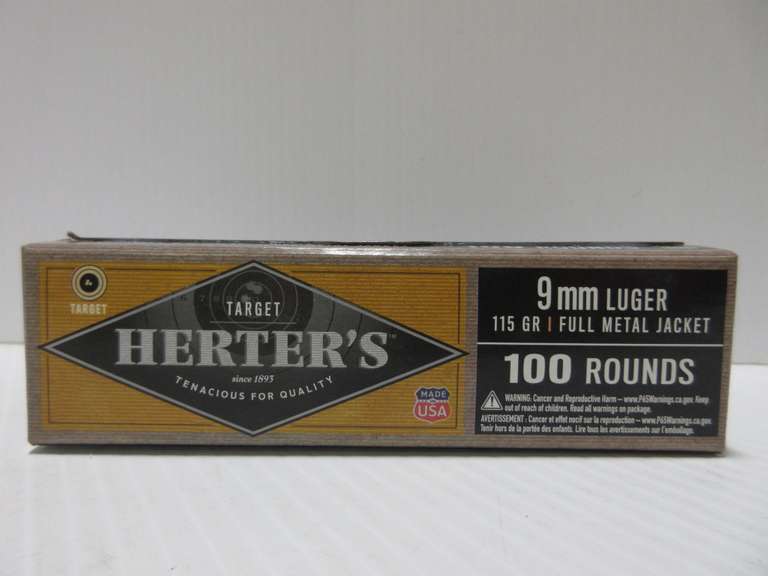 TARGET
TARGET
HERTER'S™
since 1893
TENACIOUS FOR QUALITY
MADE
USA
9mm LUGER
115 GR | FULL METAL JACKET
100 ROUNDS
WARNING: Cancer and Reproductive Harm – www.P65Warnings.ca.gov. Keep
out of reach of children. Read all warnings on package.
AVERTISSEMENT : Cancer et effet nocif sur la reproduction – www.P65Warnings.ca.gov.
Tenir hors de la portée des enfants. Lire tous les avertissements sur l'emballage.